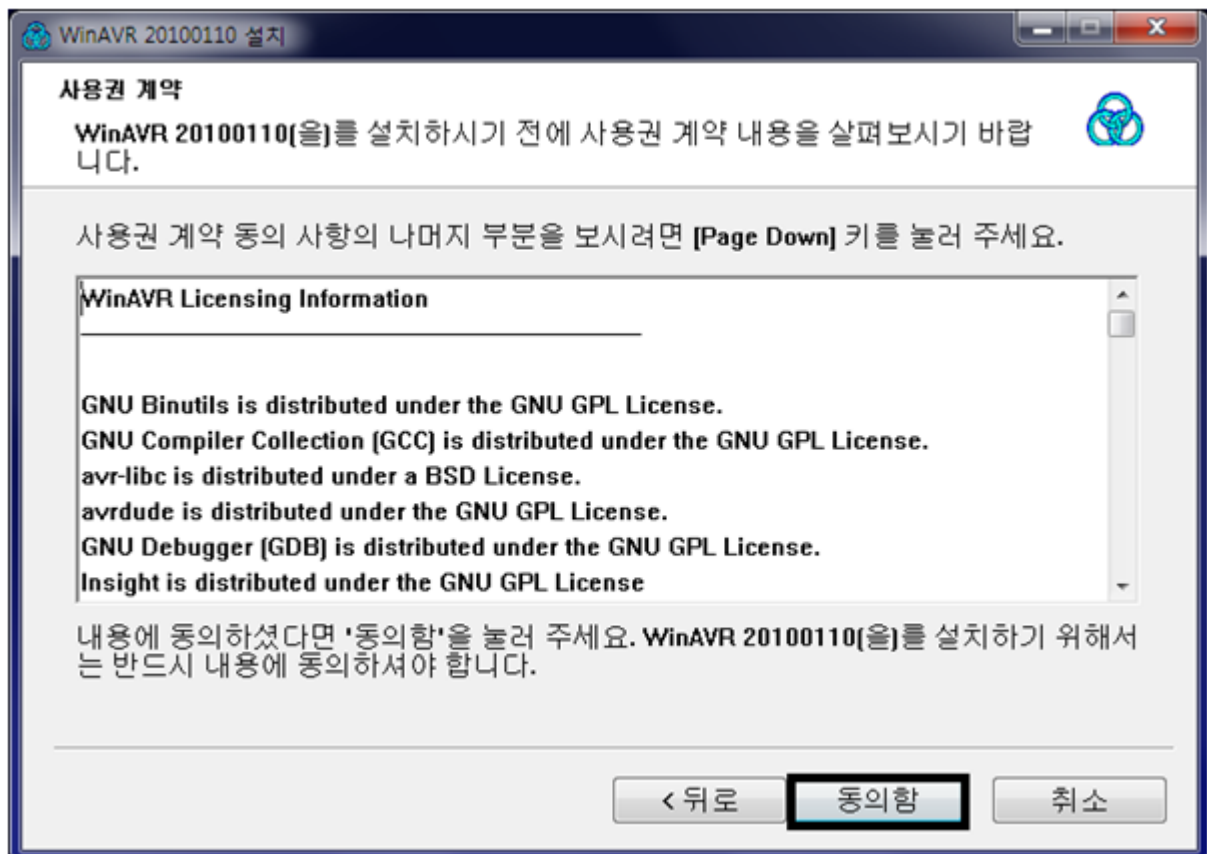 WinAVR 20100110 설치
사용권 계약
WinAVR 20100110(을)를 설치하시기 전에 사용권 계약 내용을 살펴보시기 바랍
니다.
사용권 계약 동의 사항의 나머지 부분을 보시려면 [Page Down] 키를 눌러 주세요.
WinAVR Licensing Information
GNU Binutils is distributed under the GNU GPL License.
GNU Compiler Collection (GCC) is distributed under the GNU GPL License.
avr-libc is distributed under a BSD License.
avrdude is distributed under the GNU GPL License.
GNU Debugger (GDB) is distributed under the GNU GPL License.
Insight is distributed under the GNU GPL License
내용에 동의하셨다면 '동의함'을 눌러 주세요. WinAVR 20100110(을)를 설치하기 위해서
는 반드시 내용에 동의하셔야 합니다.
< 뒤로 동의함 취소